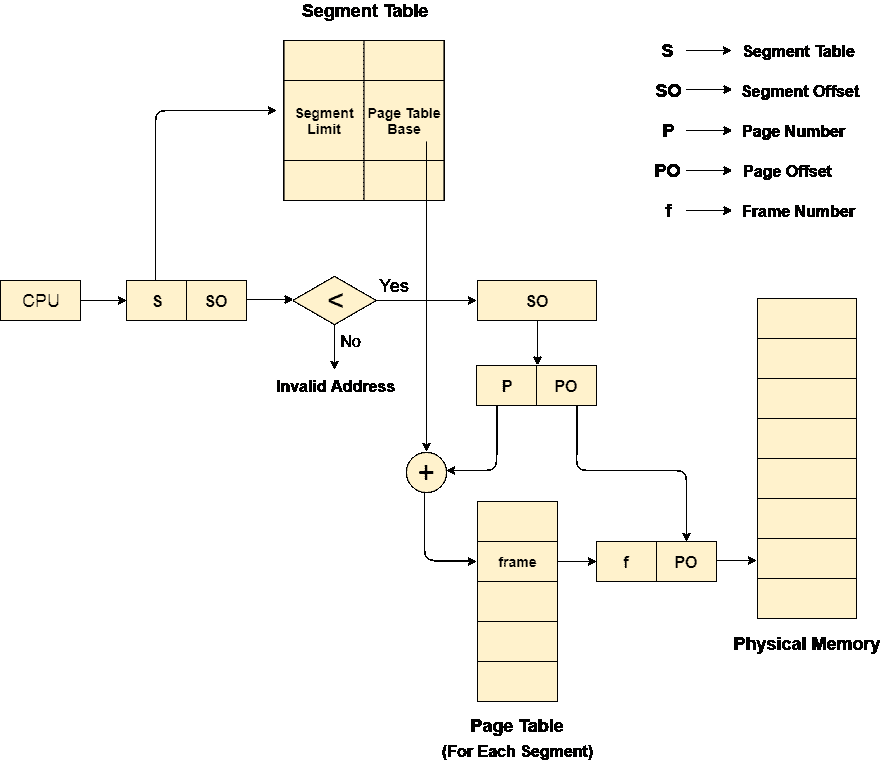 Segment Table
S Segment Table
SO Segment Offset
P Page Number
PO Page Offset
f Frame Number
Segment
Limit
Page Table
Base
CPU
S
SO
<
Yes
No
Invalid Address
SO
P
PO
+
frame
f
PO
Physical Memory
Page Table
(For Each Segment)